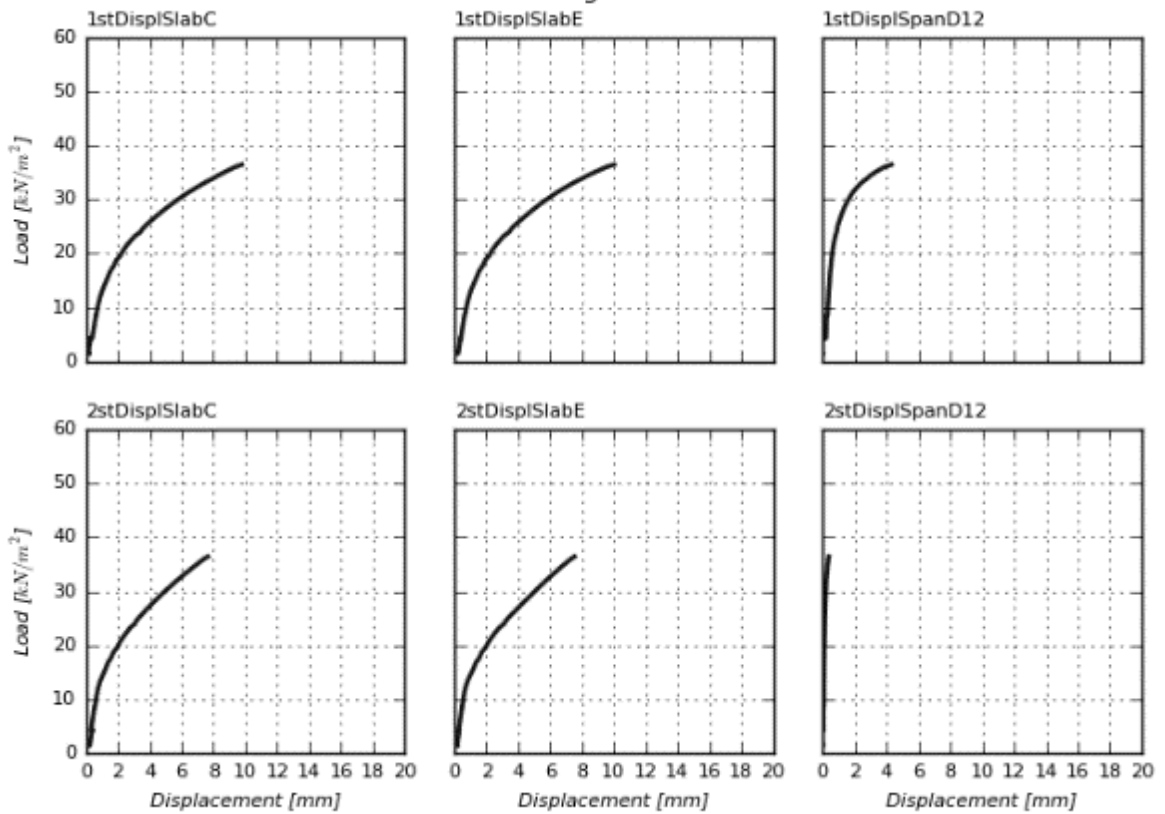 1stDisplSlabC 1stDisplSlabE 1stDisplSpanD12
60
50
40
30
20
10
0
Load [kN/m²]
2stDisplSlabC 2stDisplSlabE 2stDisplSpanD12
60
50
40
30
20
10
0
Load [kN/m²]
0 2 4 6 8 10 12 14 16 18 20 0 2 4 6 8 10 12 14 16 18 20 0 2 4 6 8 10 12 14 16 18 20
Displacement [mm] Displacement [mm] Displacement [mm]